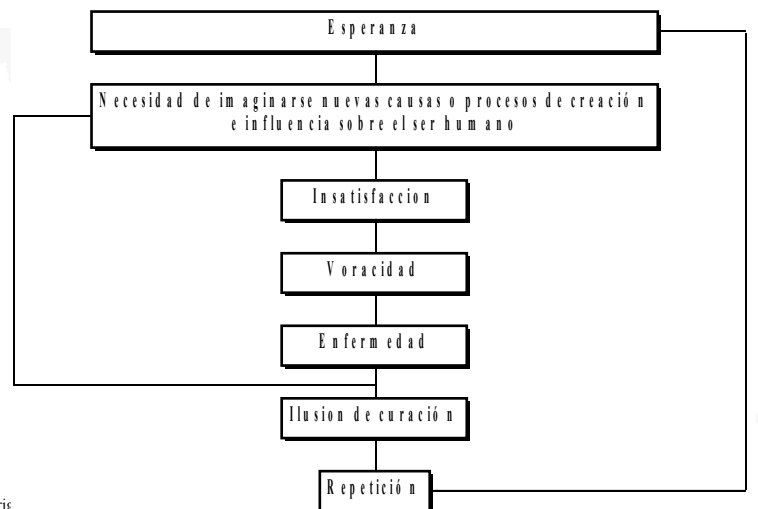 Esperanza
Necesidad de imaginarse nuevas causas o procesos de creación
e influencia sobre el ser humano
Insatisfaccion
Voracidad
Enfermedad
Ilusion de curación
Repetición